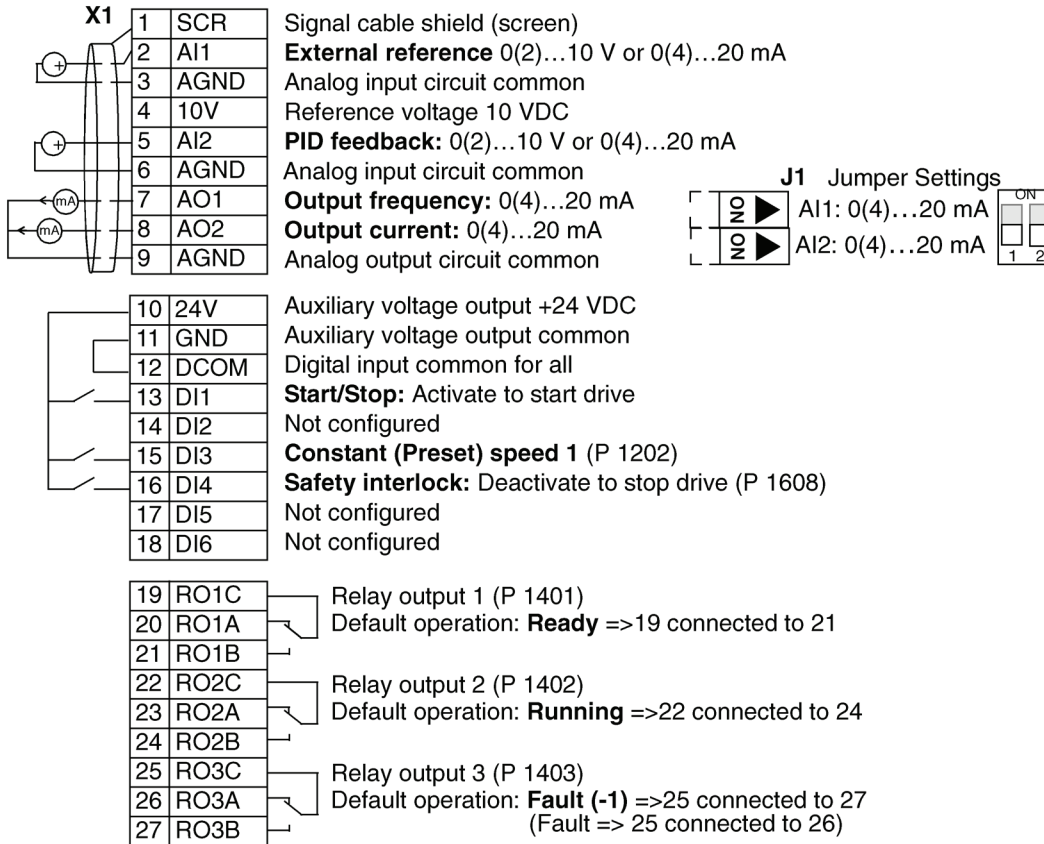 X1
1 SCR Signal cable shield (screen)
2 AI1 External reference 0(2)…10 V or 0(4)…20 mA
3 AGND Analog input circuit common
4 10V Reference voltage 10 VDC
5 AI2 PID feedback: 0(2)…10 V or 0(4)…20 mA
6 AGND Analog input circuit common
7 AO1 Output frequency: 0(4)…20 mA
8 AO2 Output current: 0(4)…20 mA
9 AGND Analog output circuit common
+
+
mA
mA
J1 Jumper Settings
ON AI1: 0(4)…20 mA
ON AI2: 0(4)…20 mA
ON
1 2
10 24V Auxiliary voltage output +24 VDC
11 GND Auxiliary voltage output common
12 DCOM Digital input common for all
13 DI1 Start/Stop: Activate to start drive
14 DI2 Not configured
15 DI3 Constant (Preset) speed 1 (P 1202)
16 DI4 Safety interlock: Deactivate to stop drive (P 1608)
17 DI5 Not configured
18 DI6 Not configured
19 RO1C Relay output 1 (P 1401)
20 RO1A Default operation: Ready =>19 connected to 21
21 RO1B
22 RO2C Relay output 2 (P 1402)
23 RO2A Default operation: Running =>22 connected to 24
24 RO2B
25 RO3C Relay output 3 (P 1403)
26 RO3A Default operation: Fault (-1) =>25 connected to 27
27 RO3B (Fault => 25 connected to 26)